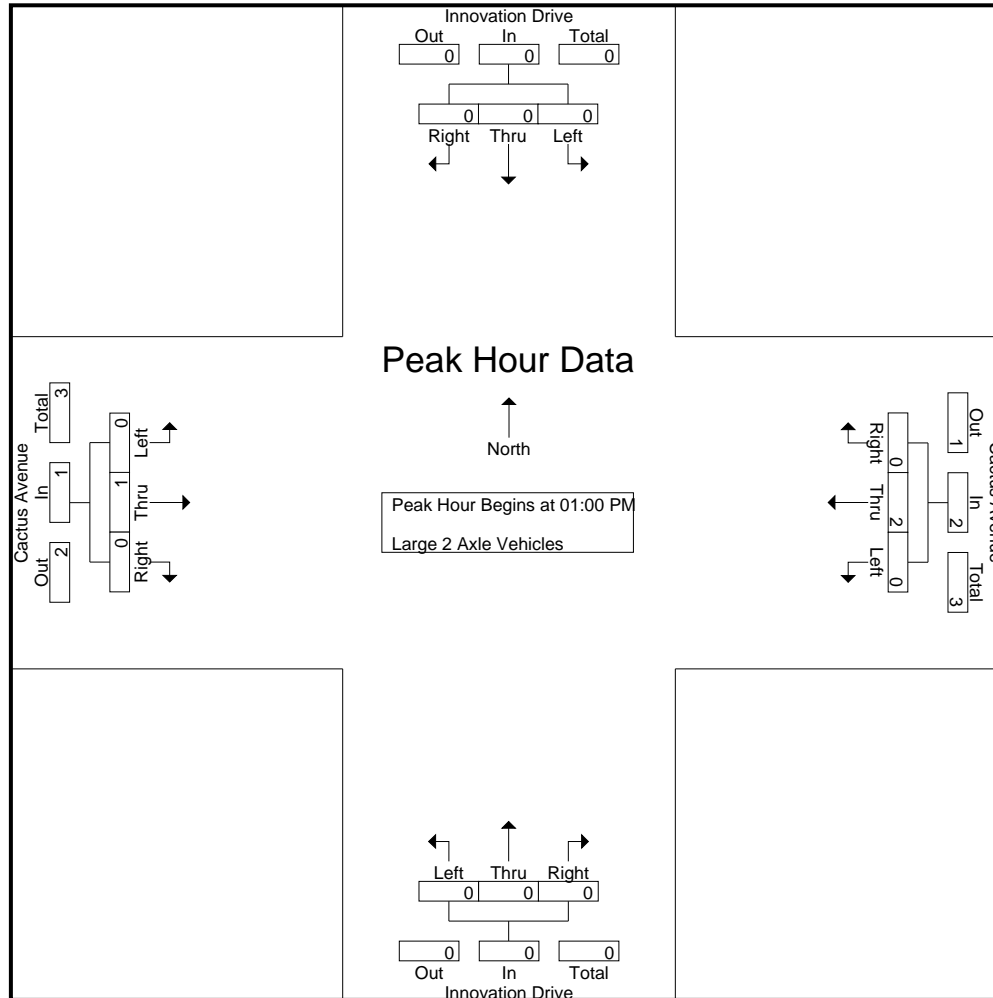 Innovation Drive
Out In Total
0 0 0
0 0 0
Right Thru Left
Peak Hour Data
North
Peak Hour Begins at 01:00 PM
Large 2 Axle Vehicles
Cactus Avenue
Out In Total
2 1 3
Right Thru Left
0 1 0
Out In Total
1 2 3
Right Thru Left
0 2 0
Left Thru Right
0 0 0
0 0 0
Out In Total
Innovation Drive